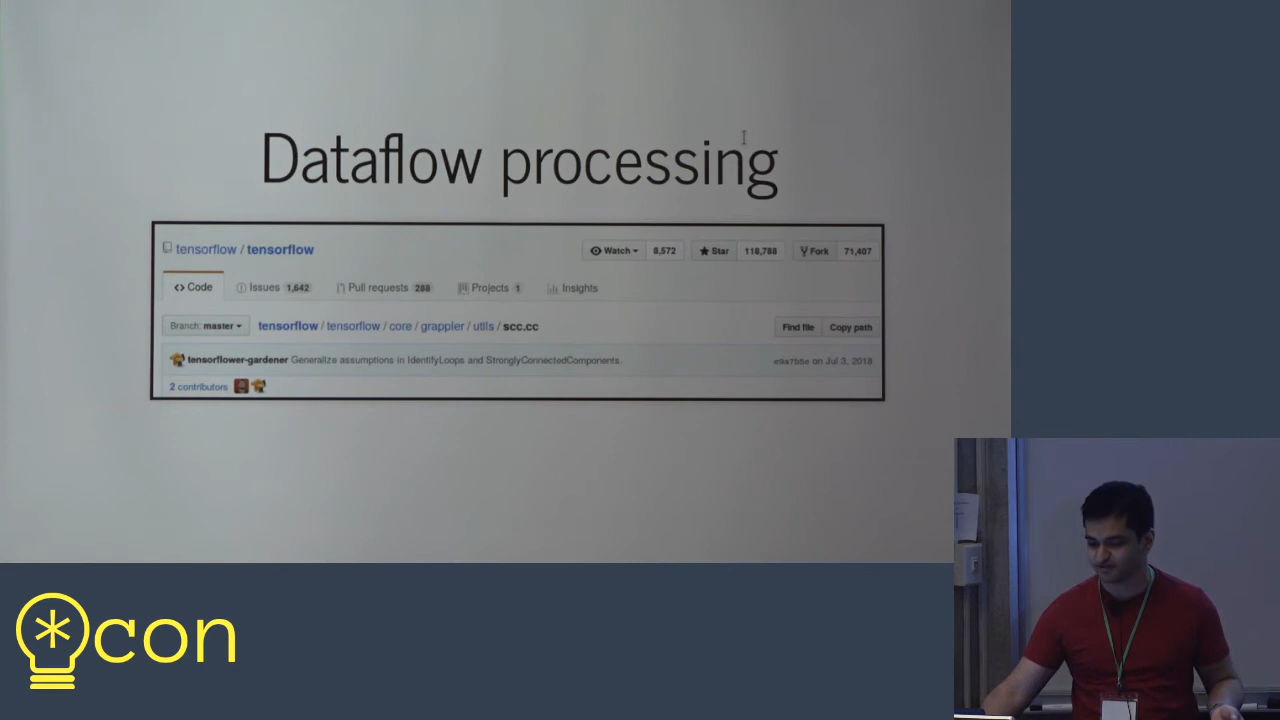 Dataflow processing
tensorflow / tensorflow
Watch 8,572 Star 118,788 Fork 71,407
Code Issues 1,642 Pull requests 288 Projects 1 Insights
Branch: master tensorflow / tensorflow / core / grappler / utils / scc.cc Find file Copy path
tensorflower-gardener Generalize assumptions in IdentifyLoops and StronglyConnectedComponents. e9a7b5e on Jul 3, 2018
2 contributors
*con